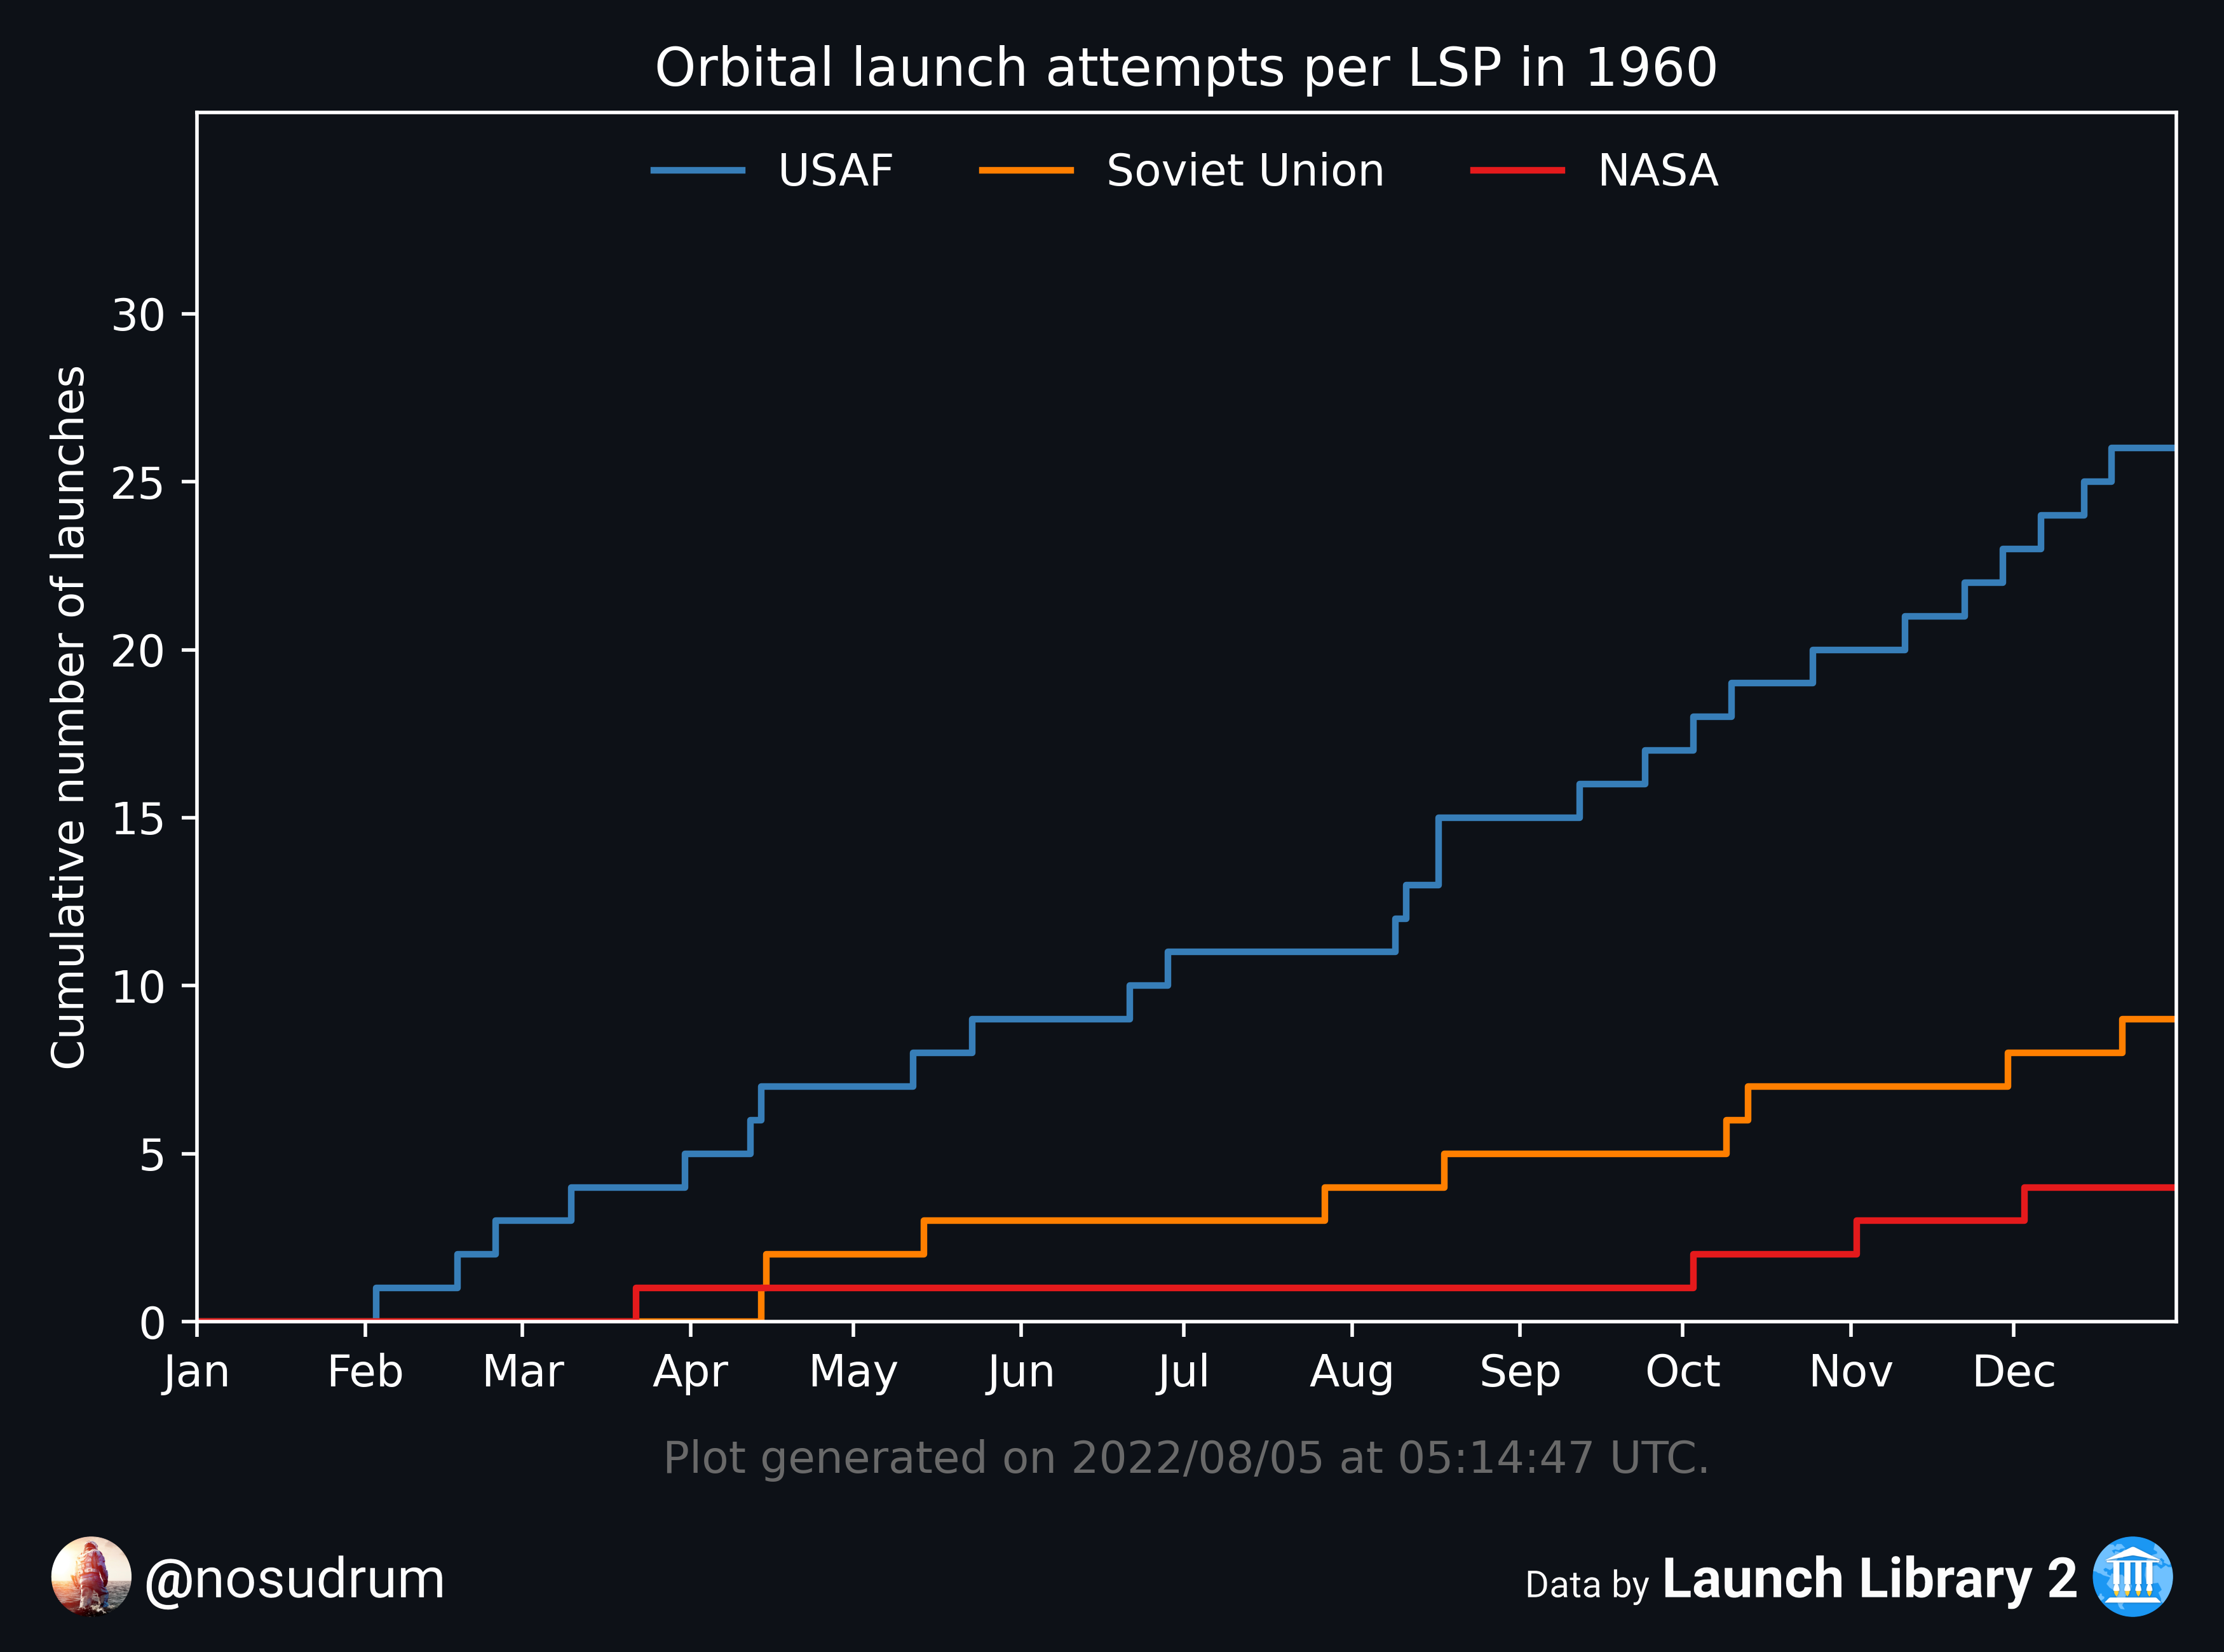 Orbital launch attempts per LSP in 1960
USAF Soviet Union NASA
Cumulative number of launches
30
25
20
15
10
5
0
Jan Feb Mar Apr May Jun Jul Aug Sep Oct Nov Dec
Plot generated on 2022/08/05 at 05:14:47 UTC.
@nosudrum
Data by Launch Library 2